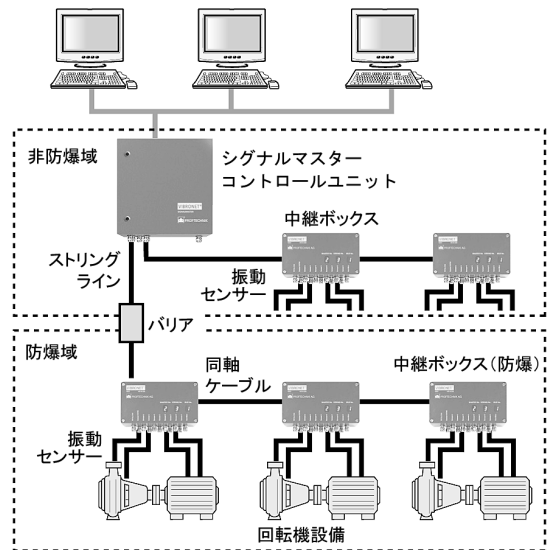 非防爆域
シグナルマスター
コントロールユニット
VIBRONET
PRÜFTECHNIK
中継ボックス
ストリング
ライン
振動
センサー
バリア
防爆域
同軸
ケーブル
中継ボックス(防爆)
振動
センサー
回転機設備